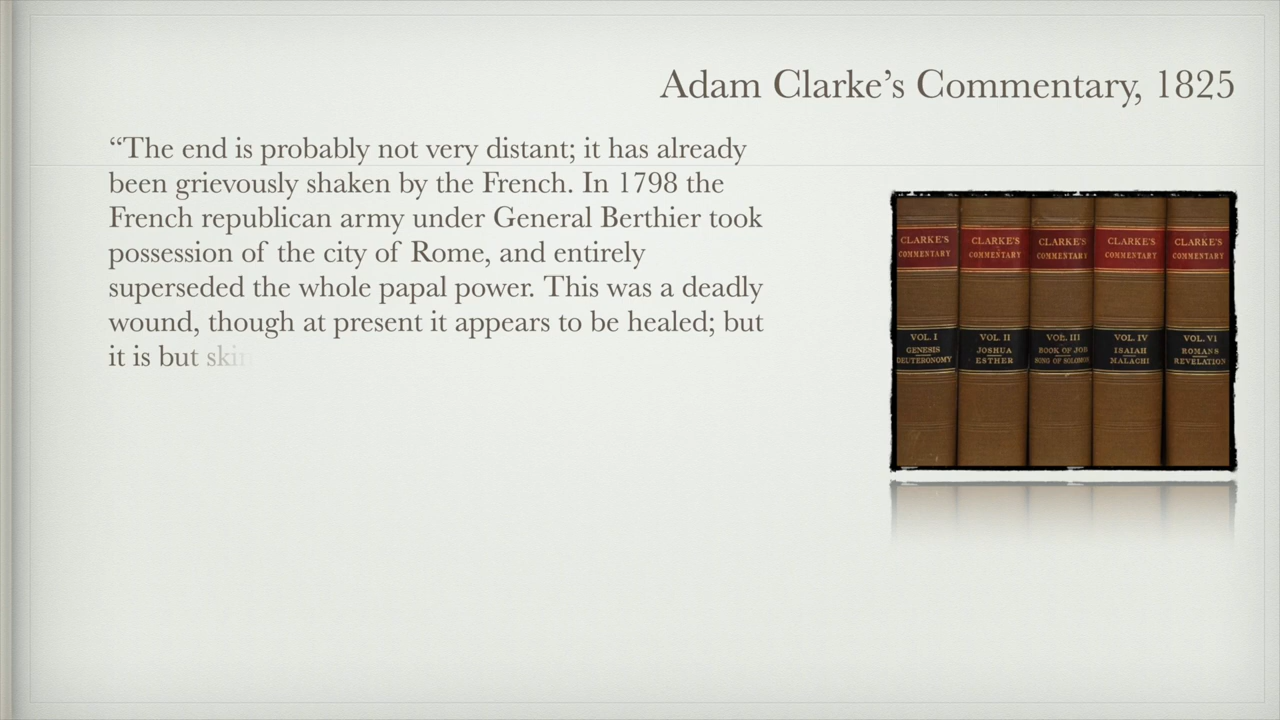 Adam Clarke’s Commentary, 1825
“The end is probably not very distant; it has already
been grievously shaken by the French. In 1798 the
French republican army under General Berthier took
possession of the city of Rome, and entirely
superseded the whole papal power. This was a deadly
wound, though at present it appears to be healed; but
it is but
CLARKE'S
COMMENTARY
VOL. I
GENESIS
DEUTERONOMY
CLARKE'S
COMMENTARY
VOL. II
JOSHUA
ESTHER
CLARKE'S
COMMENTARY
VOL. III
BOOK OF JOB
SONG OF SOLOMON
CLARKE'S
COMMENTARY
VOL. IV
ISAIAH
MALACHI
CLARKE'S
COMMENTARY
VOL. VI
ROMANS
REVELATION